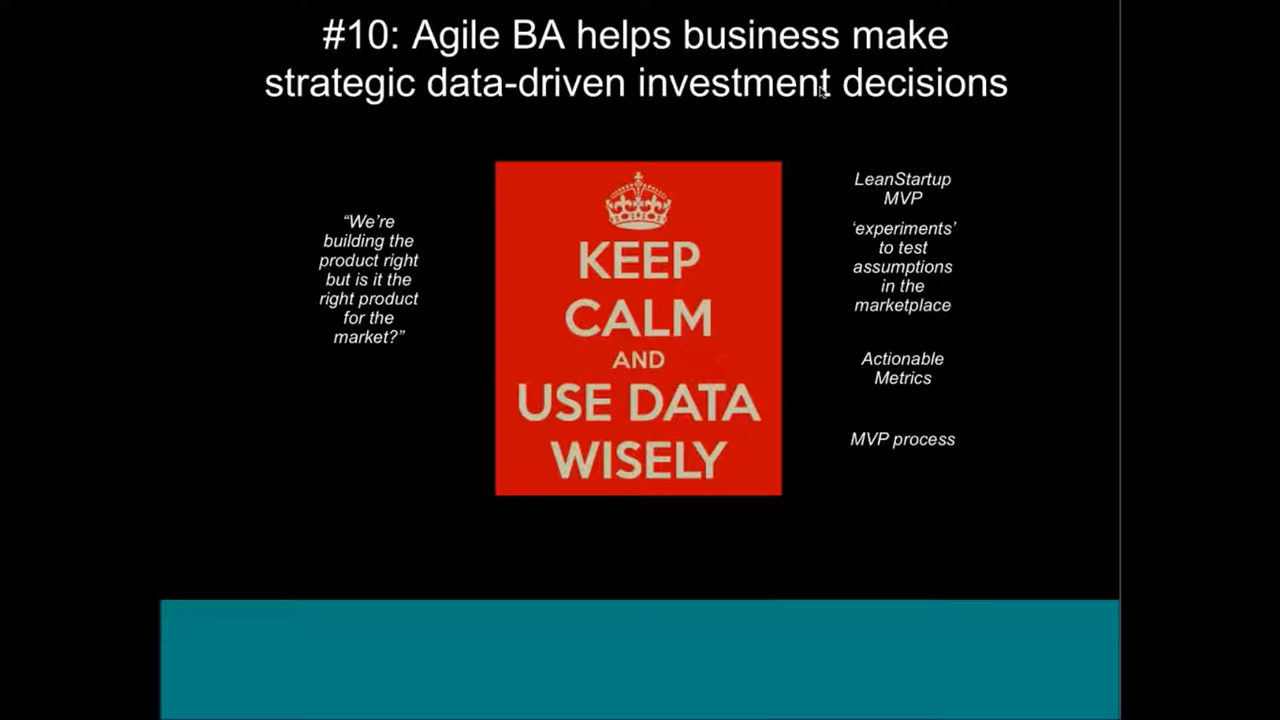 #10: Agile BA helps business make
strategic data-driven investment decisions
“We’re
building the
product right
but is it the
right product
for the
market?”
KEEP
CALM
AND
USE DATA
WISELY
LeanStartup
MVP
‘experiments’
to test
assumptions
in the
marketplace
Actionable
Metrics
MVP process